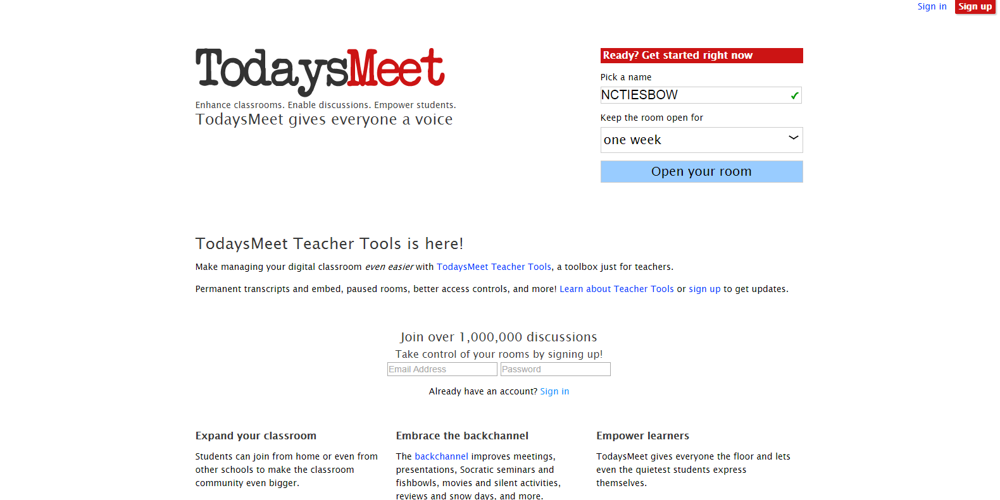 Sign in Sign up
TodaysMeet
Enhance classrooms. Enable discussions. Empower students.
TodaysMeet gives everyone a voice
Ready? Get started right now
Pick a name
NCTIESBOW
Keep the room open for
one week
Open your room
TodaysMeet Teacher Tools is here!
Make managing your digital classroom even easier with TodaysMeet Teacher Tools, a toolbox just for teachers.
Permanent transcripts and embed, paused rooms, better access controls, and more! Learn about Teacher Tools or sign up to get updates.
Join over 1,000,000 discussions
Take control of your rooms by signing up!
Email Address Password
Already have an account? Sign in
Expand your classroom
Students can join from home or even from
other schools to make the classroom
community even bigger.
Embrace the backchannel
The backchannel improves meetings,
presentations, Socratic seminars and
fishbowls, movies and silent activities,
reviews and snow days, and more.
Empower learners
TodaysMeet gives everyone the floor and lets
even the quietest students express
themselves.